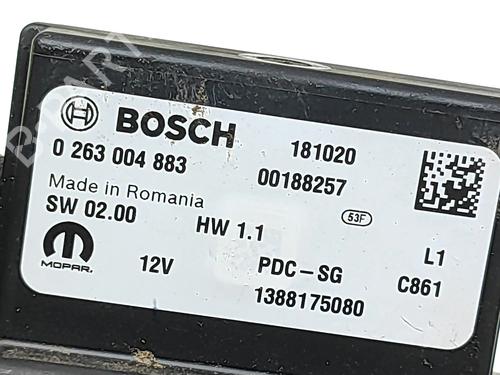 BOSCH 181020
0 263 004 883 00188257
Made in Romania 53F
SW 02.00 HW 1.1 L1
MOPAR. 12V PDC-SG C861
1388175080